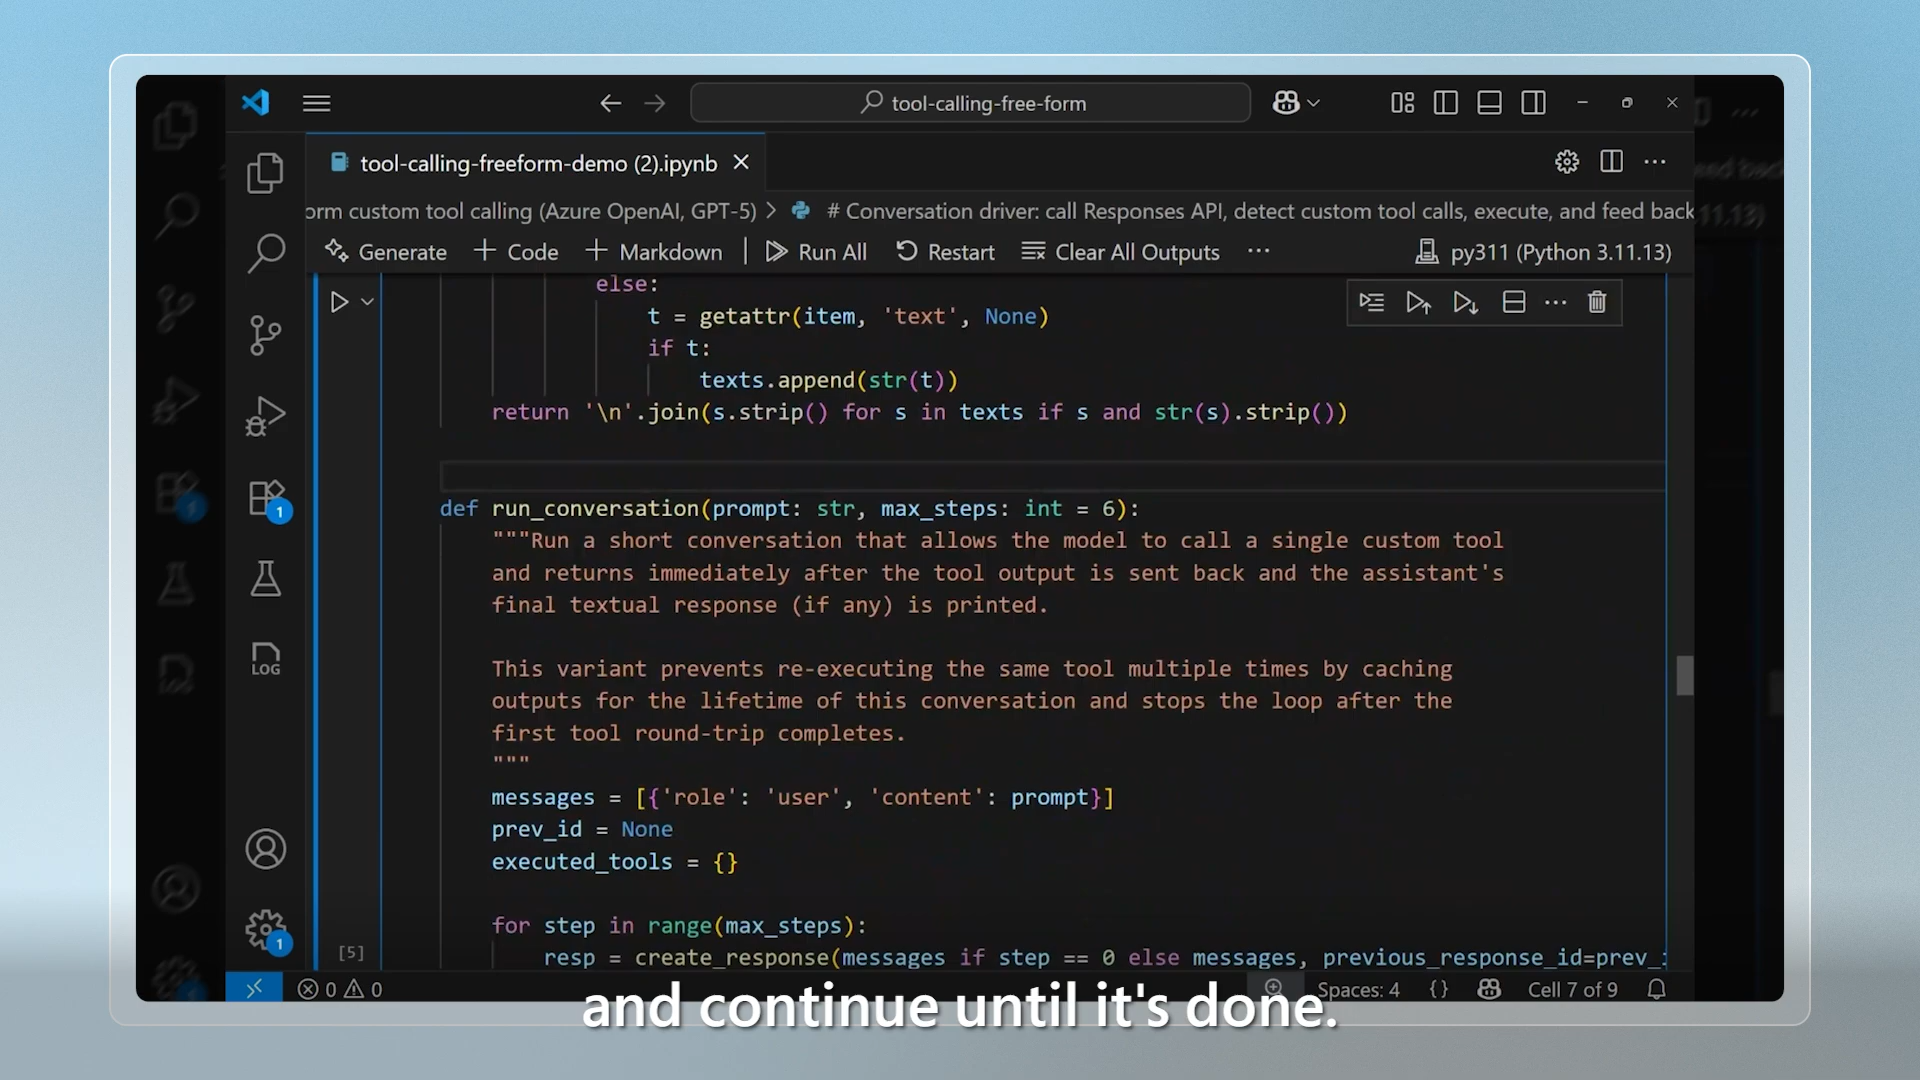 tool-calling-free-form
tool-calling-freeform-demo (2).ipynb
orm custom tool calling (Azure OpenAI, GPT-5) > # Conversation driver: call Responses API, detect custom tool calls, execute, and feed back
Generate + Code + Markdown | Run All Restart Clear All Outputs ··· py311 (Python 3.11.13)
else:
t = getattr(item, 'text', None)
if t:
texts.append(str(t))
return '\n'.join(s.strip() for s in texts if s and str(s).strip())
def run_conversation(prompt: str, max_steps: int = 6):
"""Run a short conversation that allows the model to call a single custom tool
and returns immediately after the tool output is sent back and the assistant's
final textual response (if any) is printed.
This variant prevents re-executing the same tool multiple times by caching
outputs for the lifetime of this conversation and stops the loop after the
first tool round-trip completes.
"""
messages = [{'role': 'user', 'content': prompt}]
prev_id = None
executed_tools = {}
for step in range(max_steps):
[5]
resp = create_response(messages if step == 0 else messages, previous_response_id=prev_i
LOG
1
1
0 0
Spaces: 4 {} Cell 7 of 9
and continue until it's done.